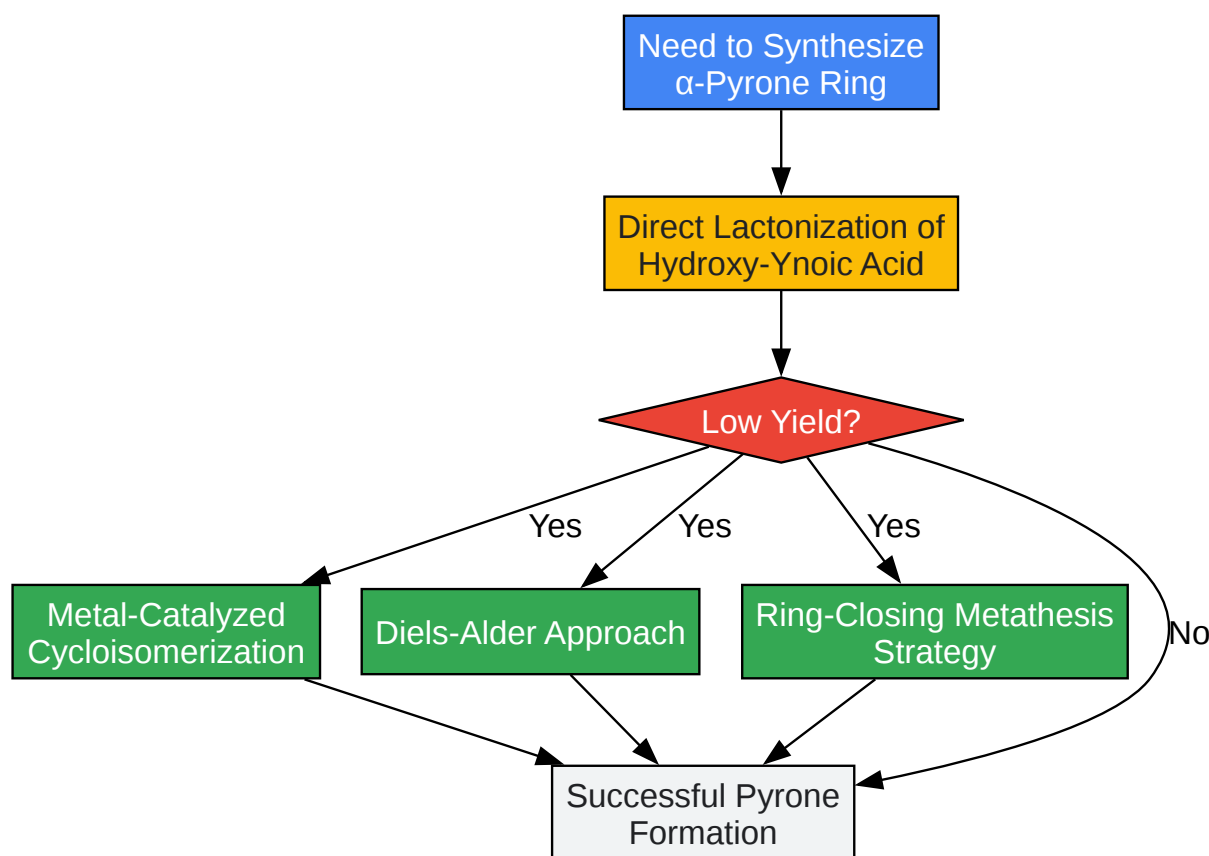 Need to Synthesize
α-Pyrone Ring
Direct Lactonization of
Hydroxy-Ynoic Acid
Low Yield?
Yes
Yes
Yes
No
Metal-Catalyzed
Cycloisomerization
Diels-Alder Approach
Ring-Closing Metathesis
Strategy
Successful Pyrone
Formation